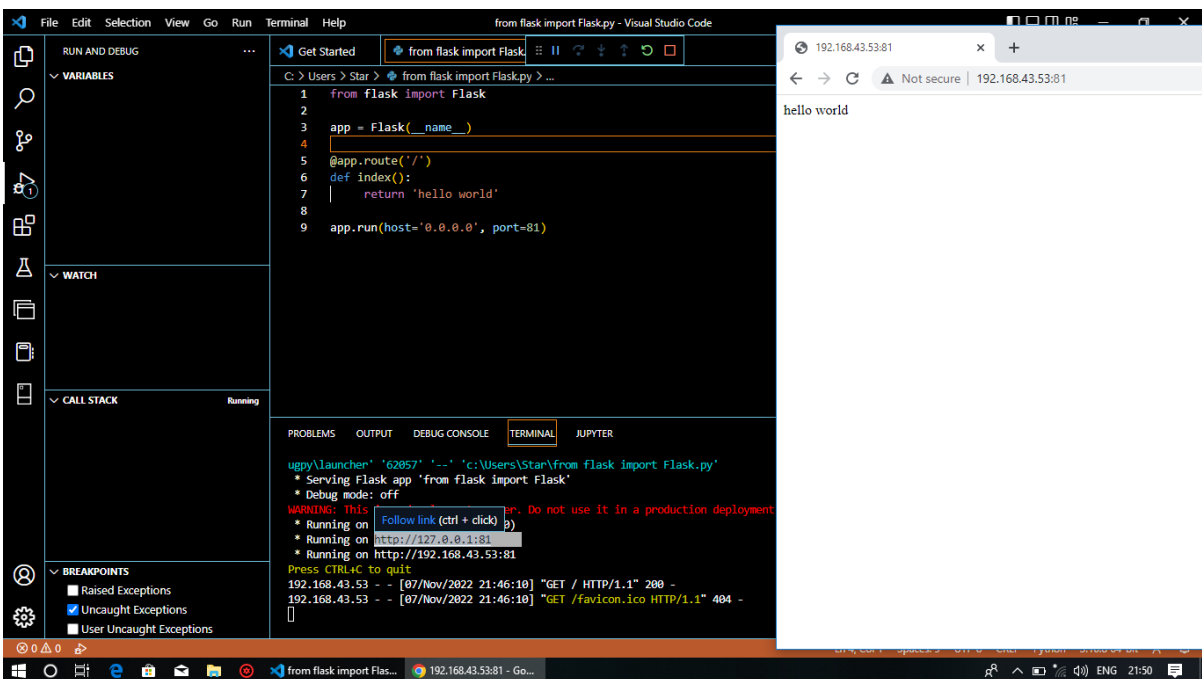 File Edit Selection View Go Run Terminal Help
from flask import Flask.py - Visual Studio Code
RUN AND DEBUG ...
VARIABLES
WATCH
CALL STACK
Running
BREAKPOINTS
Raised Exceptions
Uncaught Exceptions
User Uncaught Exceptions
Get Started
from flask import Flask.
C: > Users > Star > from flask import Flask.py > ...
1 from flask import Flask
2
3 app = Flask(__name__)
4
5 @app.route('/')
6 def index():
7 return 'hello world'
8
9 app.run(host='0.0.0.0', port=81)
PROBLEMS OUTPUT DEBUG CONSOLE TERMINAL JUPYTER
ugpy\launcher' '62057' '--' 'c:\Users\Star\from flask import Flask.py'
* Serving Flask app 'from flask import Flask'
* Debug mode: off
WARNING: This
er. Do not use it in a production deployment
Follow link (ctrl + click)
* Running on
0)
* Running on http://127.0.0.1:81
* Running on http://192.168.43.53:81
Press CTRL+C to quit
192.168.43.53 - - [07/Nov/2022 21:46:10] "GET / HTTP/1.1" 200 -
192.168.43.53 - - [07/Nov/2022 21:46:10] "GET /favicon.ico HTTP/1.1" 404 -
192.168.43.53:81
Not secure | 192.168.43.53:81
hello world
1
0 0
from flask import Flas...
192.168.43.53:81 - Go...
ENG 21:50